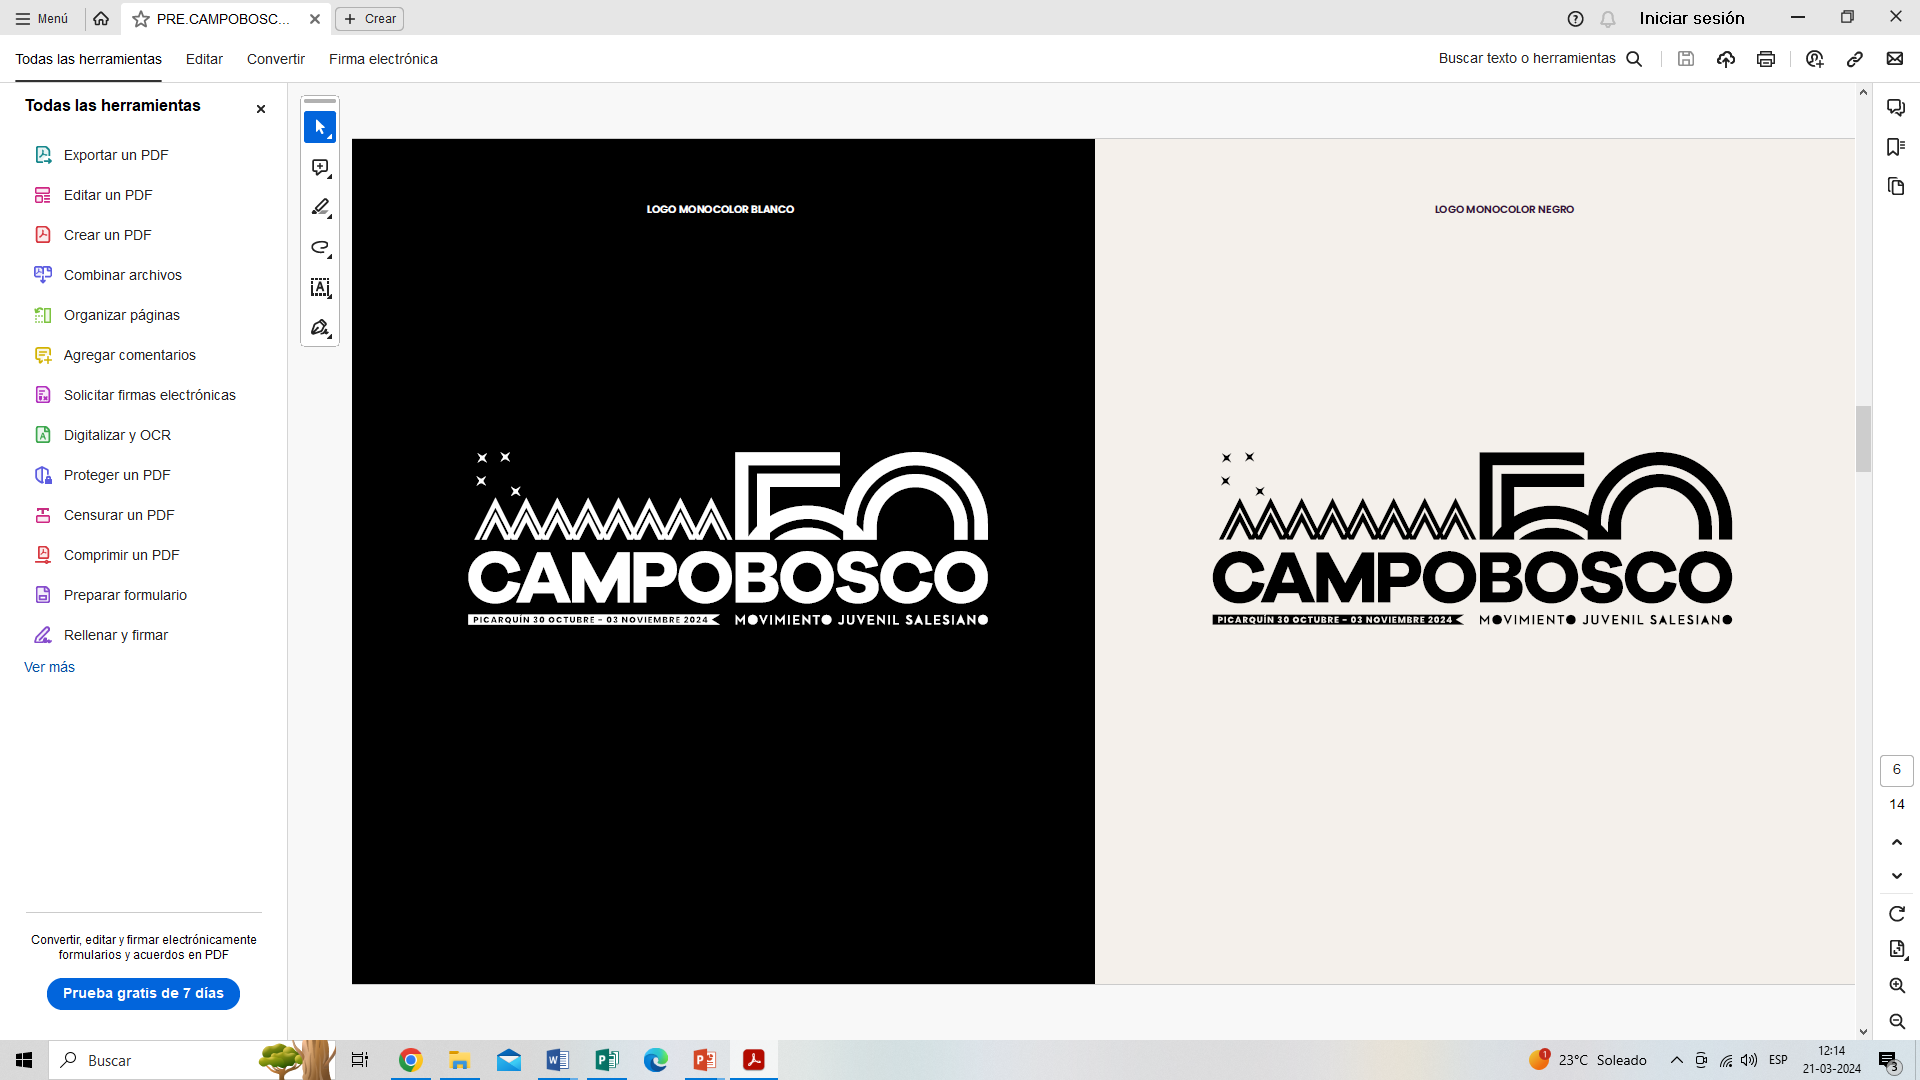 Menú
PRE.CAMPOBOSC...
Crear
Iniciar sesión
Todas las herramientas
Editar
Convertir
Firma electrónica
Buscar texto o herramientas
Todas las herramientas
Exportar un PDF
Editar un PDF
Crear un PDF
Combinar archivos
Organizar páginas
Agregar comentarios
Solicitar firmas electrónicas
Digitalizar y OCR
Proteger un PDF
Censurar un PDF
Comprimir un PDF
Preparar formulario
Rellenar y firmar
Ver más
Convertir, editar y firmar electrónicamente
formularios y acuerdos en PDF
Prueba gratis de 7 días
LOGO MONOCOLOR BLANCO
50
CAMPOBOSCO
PICARQUÍN 30 OCTUBRE - 03 NOVIEMBRE 2024
MOVIMIENTO JUVENIL SALESIANO
LOGO MONOCOLOR NEGRO
50
CAMPOBOSCO
PICARQUÍN 30 OCTUBRE - 03 NOVIEMBRE 2024
MOVIMIENTO JUVENIL SALESIANO
6
14
Buscar
1
23°C Soleado
ESP
12:14
21-03-2024
3